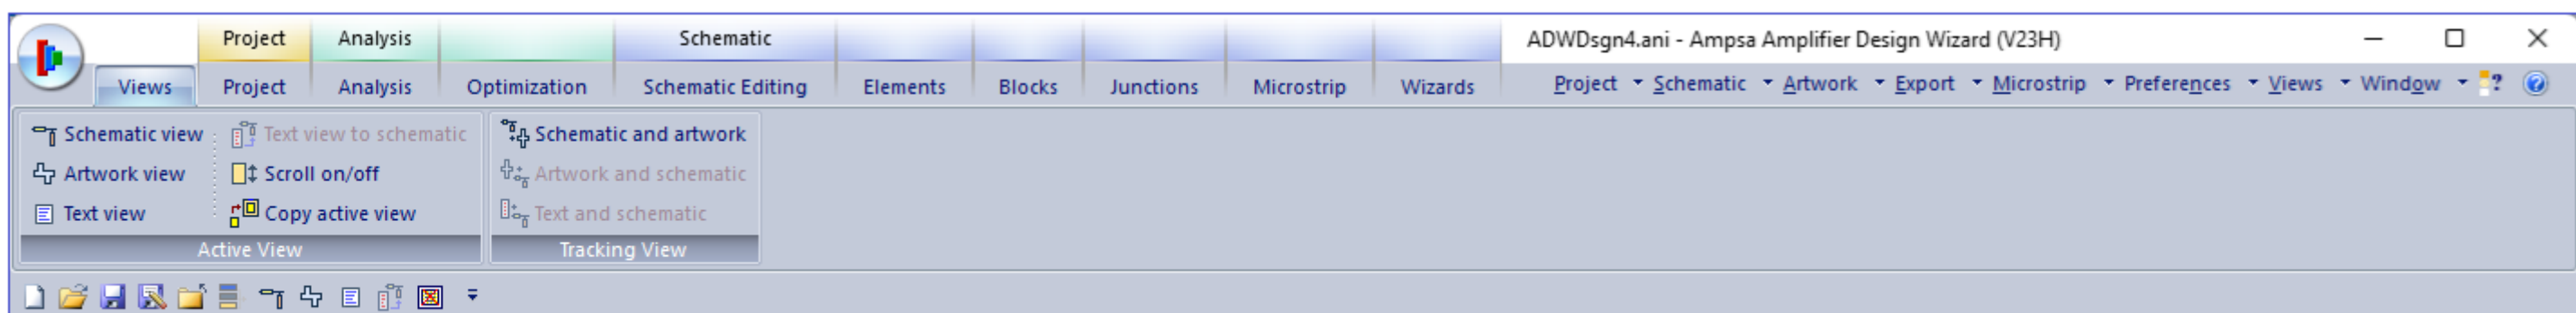 Project Analysis Schematic ADWDsgn4.ani - Ampsa Amplifier Design Wizard (V23H)
Views Project Analysis Optimization Schematic Editing Elements Blocks Junctions Microstrip Wizards Project Schematic Artwork Export Microstrip Preferences Views Window ?
Schematic view Text view to schematic Schematic and artwork
Artwork view Scroll on/off Artwork and schematic
Text view Copy active view Text and schematic
Active View Tracking View